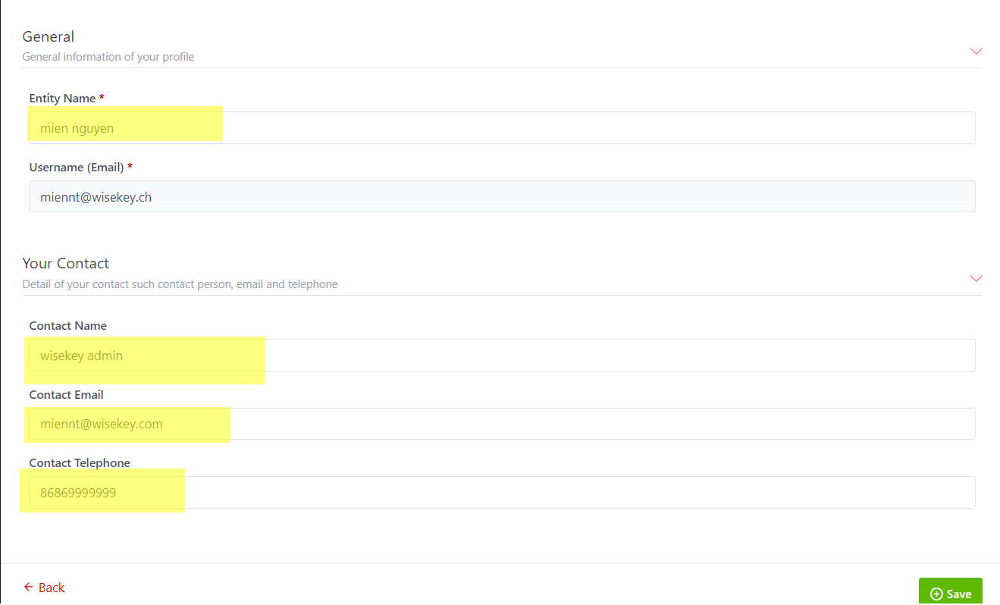 General
General information of your profile
Entity Name *
mien nguyen
Username (Email) *
miennt@wisekey.ch
Your Contact
Detail of your contact such contact person, email and telephone
Contact Name
wisekey admin
Contact Email
miennt@wisekey.com
Contact Telephone
86869999999
Back
Save